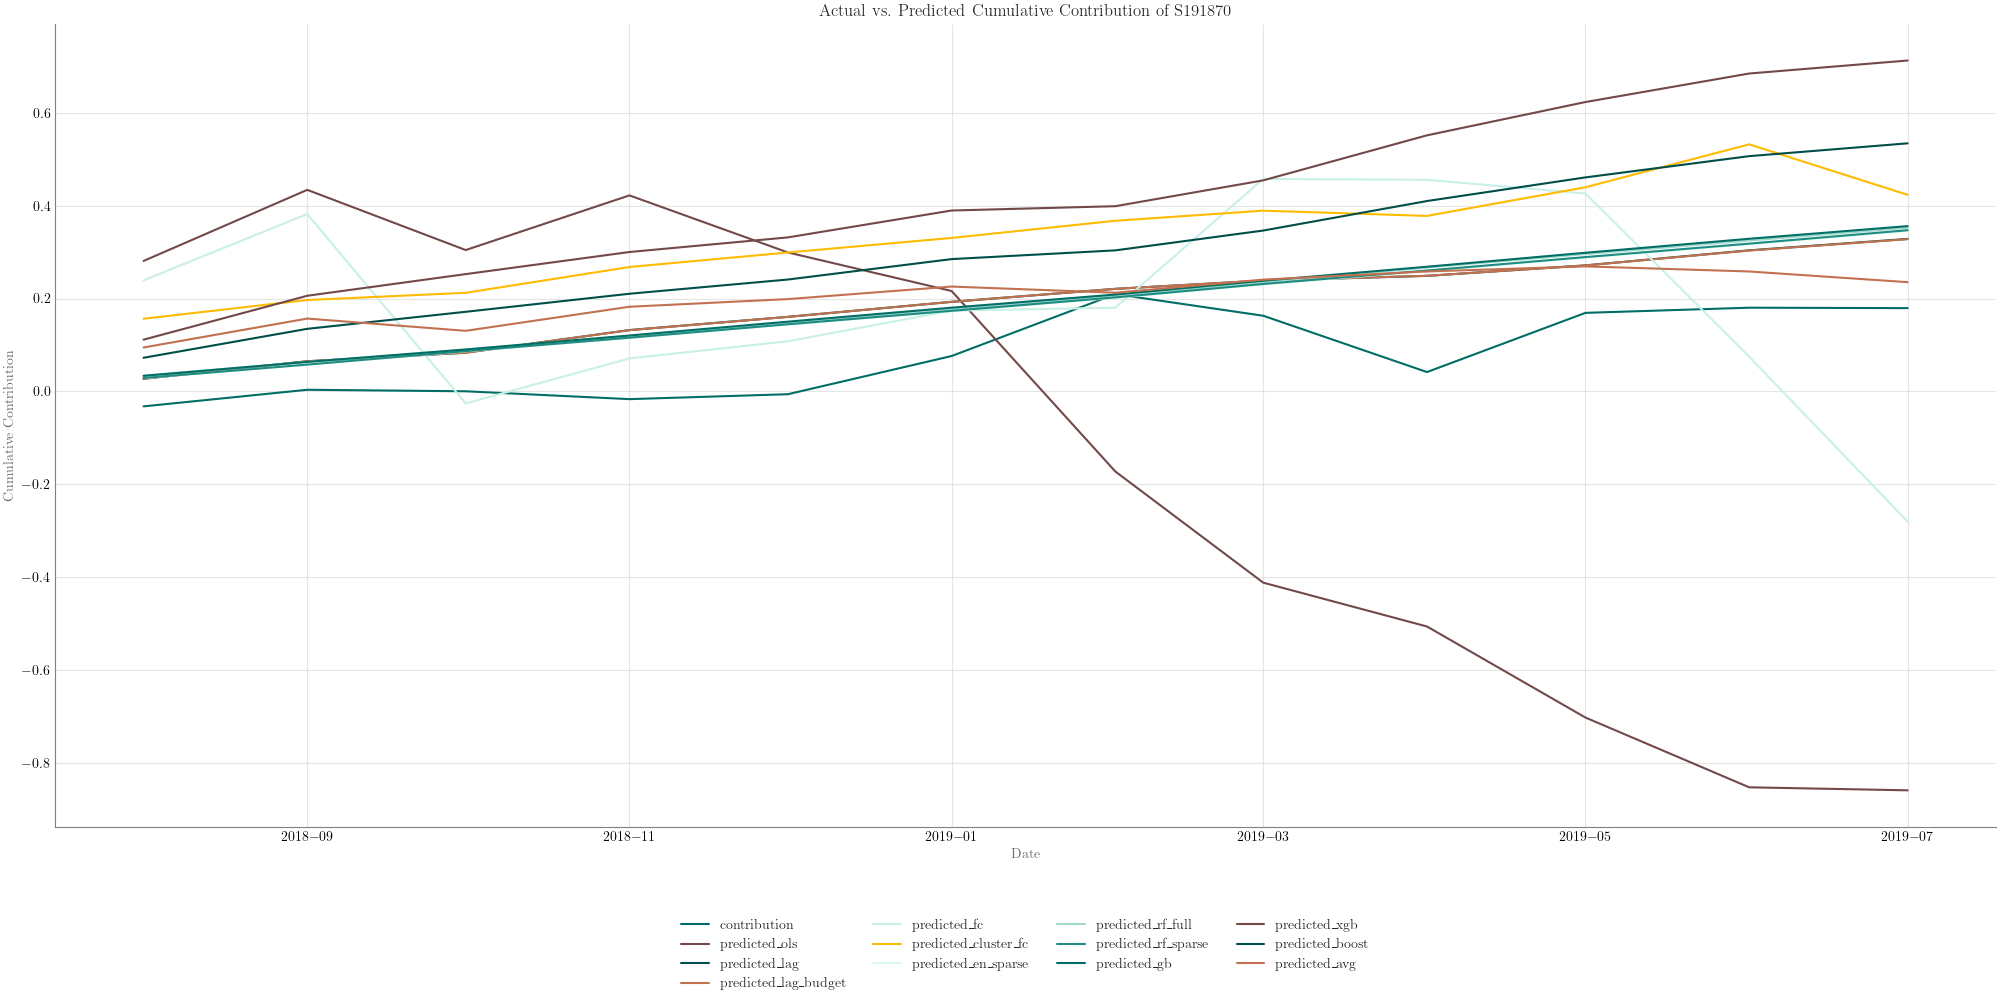 Actual vs. Predicted Cumulative Contribution of S191870
Cumulative Contribution
0.6
0.4
0.2
0.0
−0.2
−0.4
−0.6
−0.8
2018−09 2018−11 2019−01 2019−03 2019−05 2019−07
Date
contribution predicted_fc predicted_rf_full predicted_xgb
predicted_ols predicted_cluster_fc predicted_rf_sparse predicted_boost
predicted_lag predicted_en_sparse predicted_gb predicted_avg
predicted_lag_budget